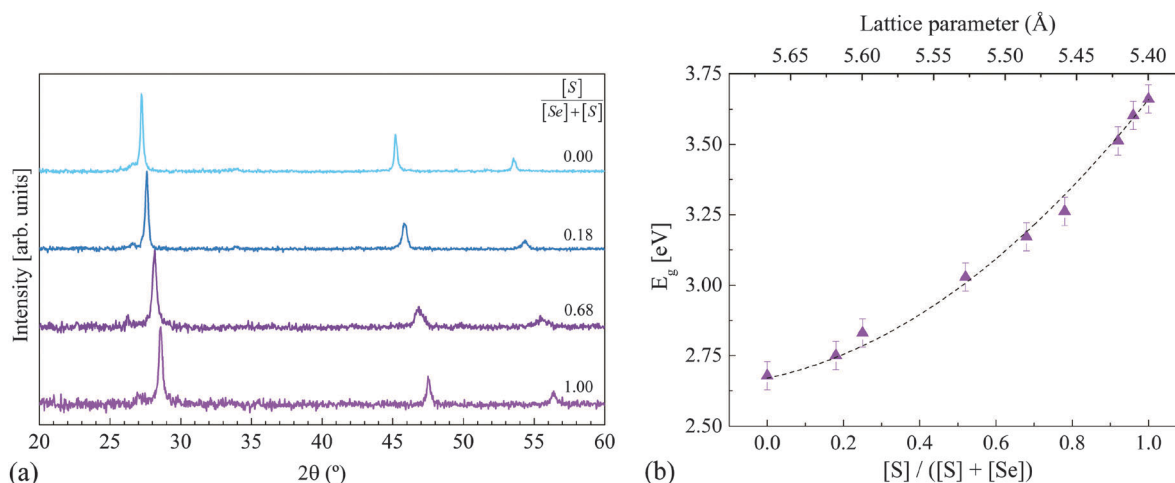 [S]
[Se]+[S]
0.00
0.18
0.68
1.00
Intensity [arb. units]
20 25 30 35 40 45 50 55 60
2θ (º)
(a)
Lattice parameter (Å)
5.65 5.60 5.55 5.50 5.45 5.40
3.75
3.50
3.25
3.00
2.75
2.50
E_g [eV]
0.0 0.2 0.4 0.6 0.8 1.0
[S] / ([S] + [Se])
(b)